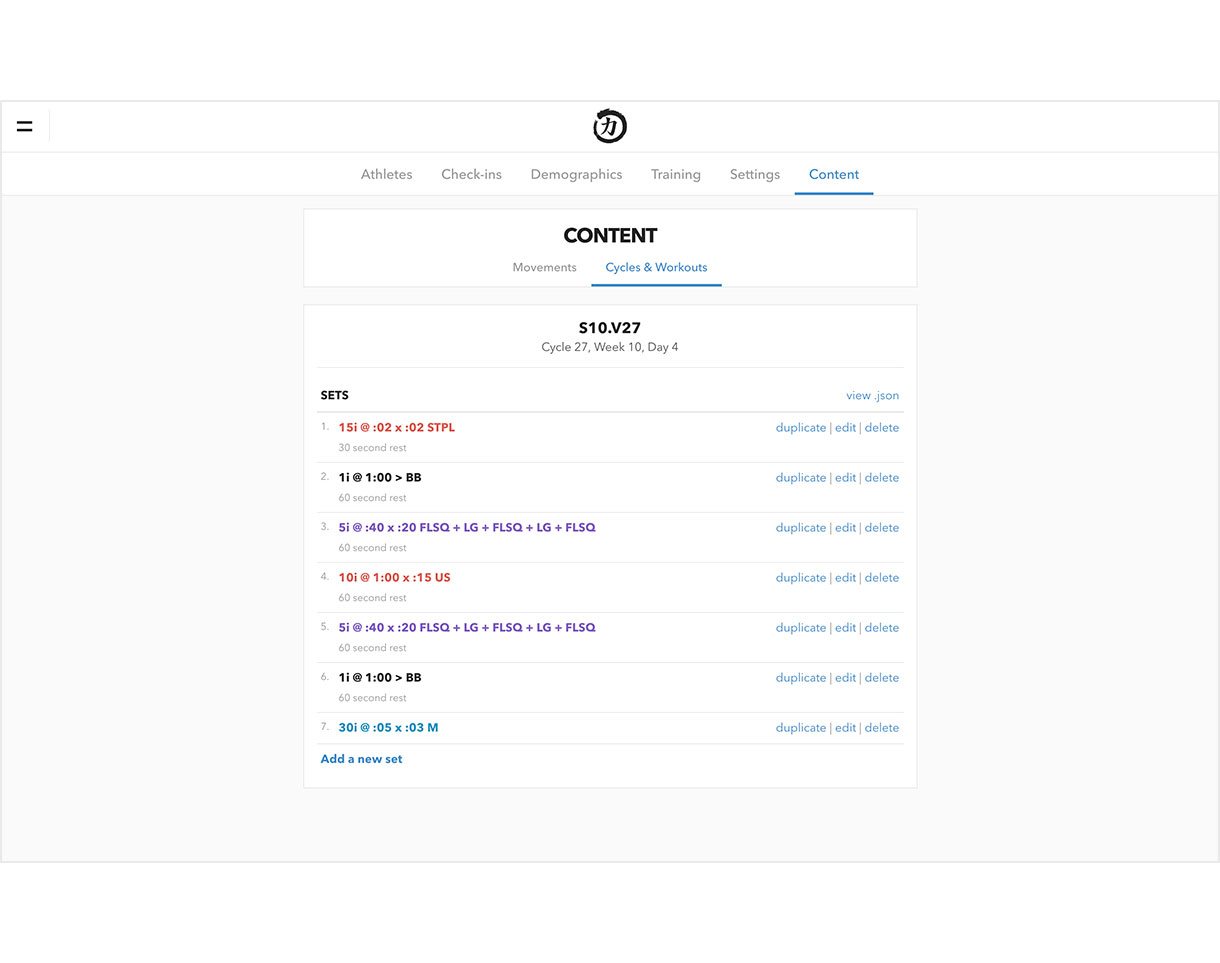 力
Athletes Check-ins Demographics Training Settings Content
CONTENT
Movements Cycles & Workouts
S10.V27
Cycle 27, Week 10, Day 4
SETS view .json
1. 15i @ :02 x :02 STPL duplicate | edit | delete
30 second rest
2. 1i @ 1:00 > BB duplicate | edit | delete
60 second rest
3. 5i @ :40 x :20 FLSQ + LG + FLSQ + LG + FLSQ duplicate | edit | delete
60 second rest
4. 10i @ 1:00 x :15 US duplicate | edit | delete
60 second rest
5. 5i @ :40 x :20 FLSQ + LG + FLSQ + LG + FLSQ duplicate | edit | delete
60 second rest
6. 1i @ 1:00 > BB duplicate | edit | delete
60 second rest
7. 30i @ :05 x :03 M duplicate | edit | delete
Add a new set